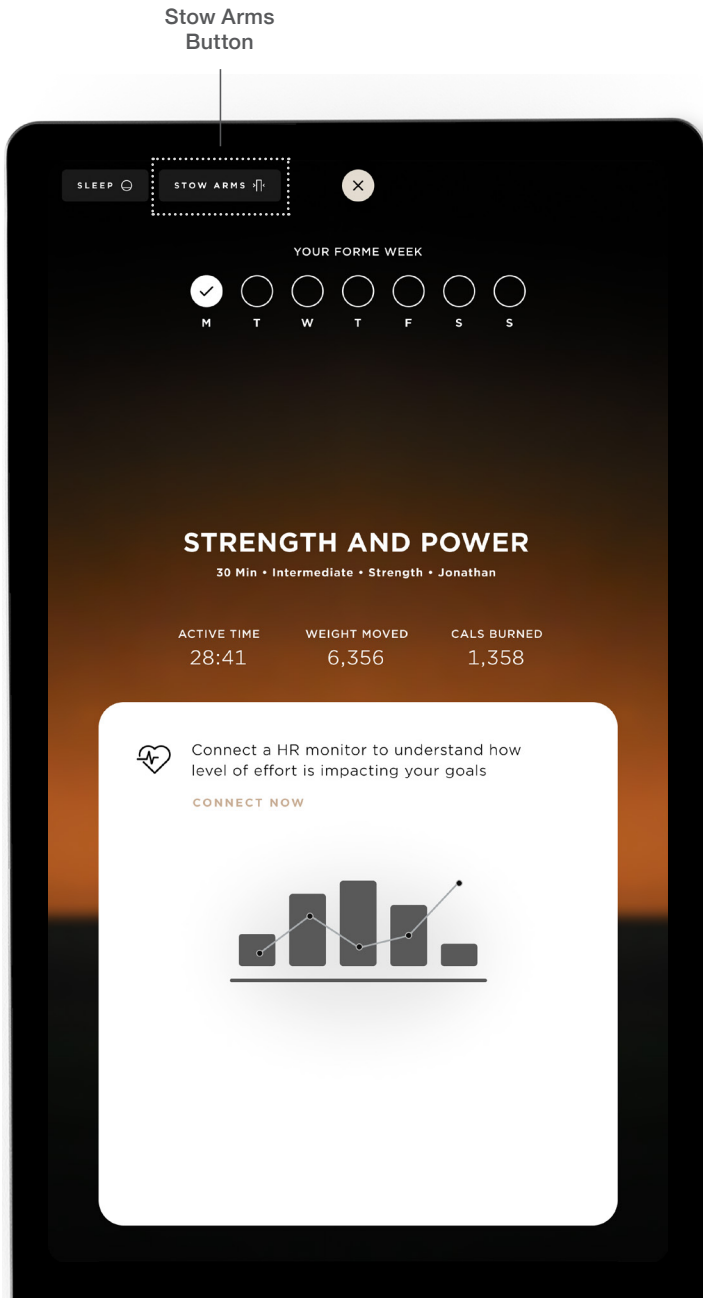 Stow Arms
Button
SLEEP
STOW ARMS
YOUR FORME WEEK
M T W T F S S
STRENGTH AND POWER
30 Min • Intermediate • Strength • Jonathan
ACTIVE TIME WEIGHT MOVED CALS BURNED
28:41 6,356 1,358
Connect a HR monitor to understand how
level of effort is impacting your goals
CONNECT NOW